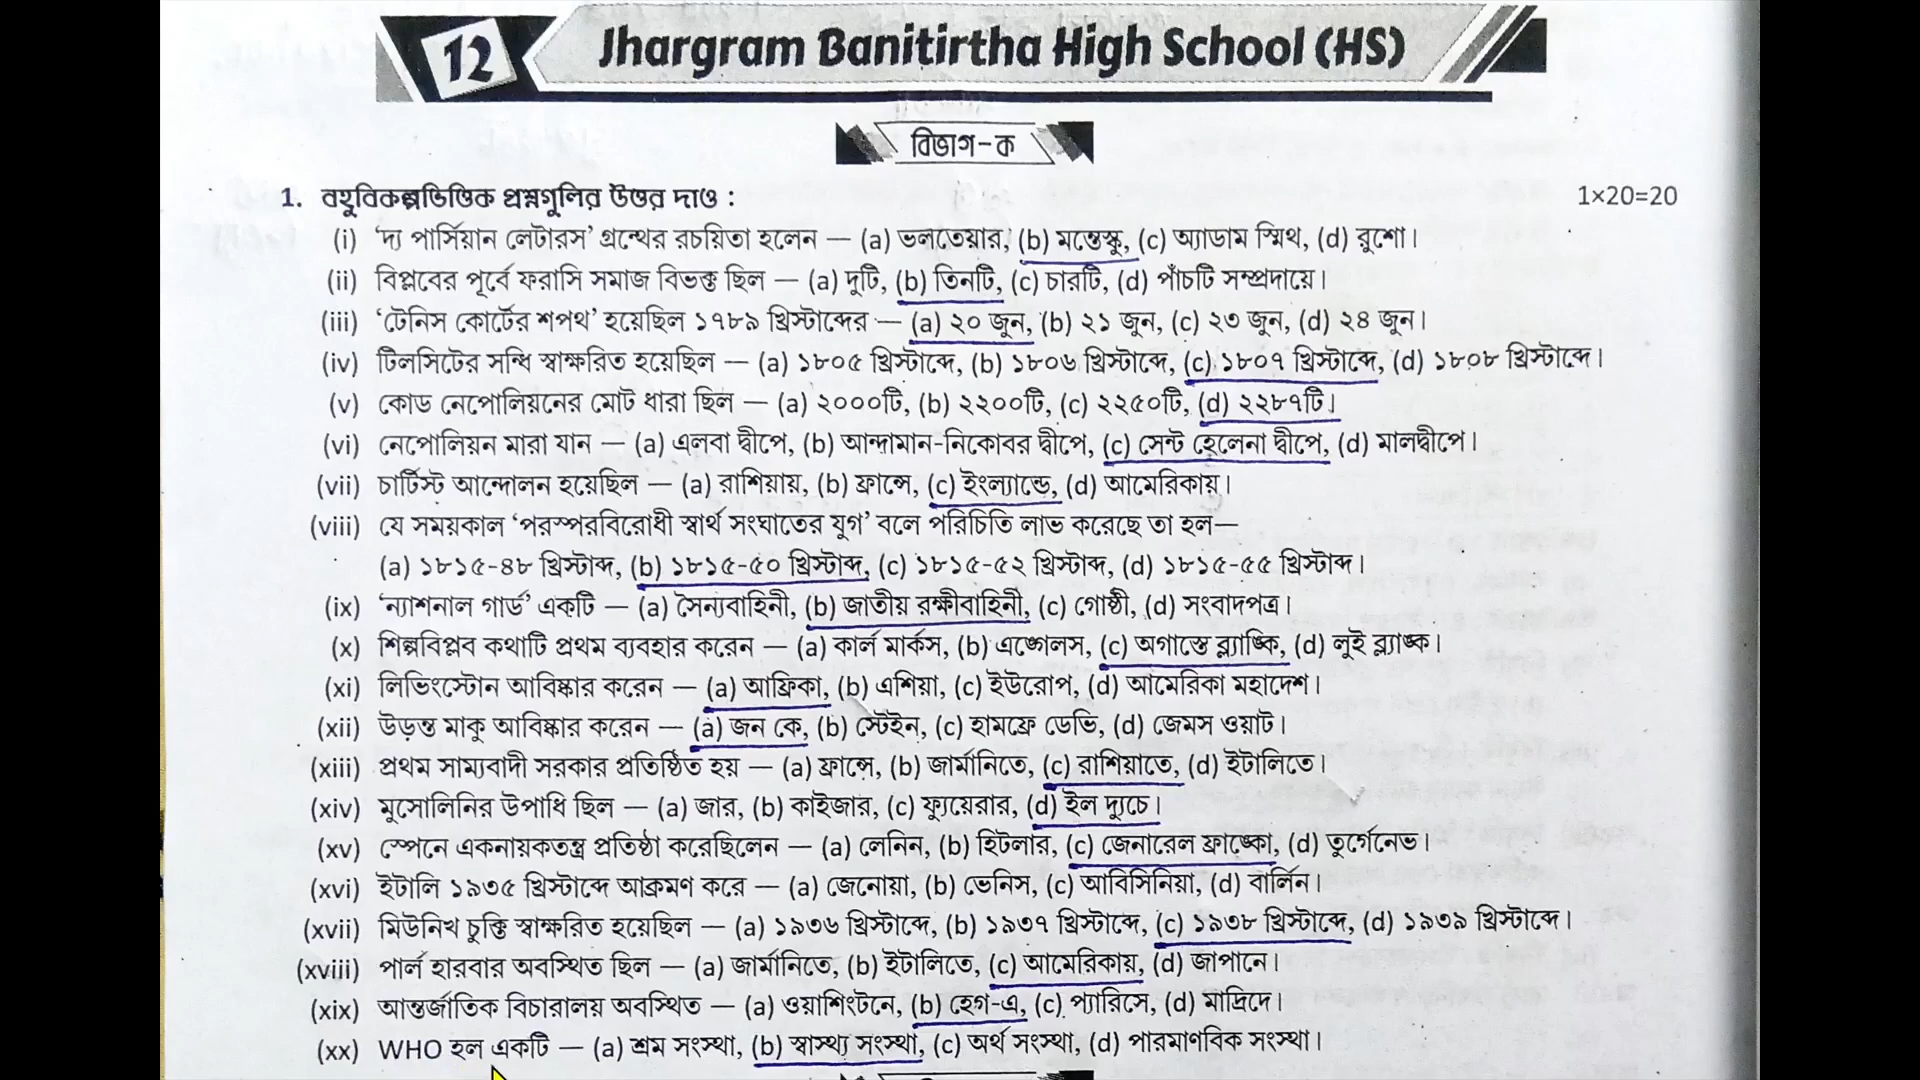 12 Jhargram Banitirtha High School (HS)
বিভাগ-ক
1. বহুবিকল্পভিত্তিক প্রশ্নগুলির উত্তর দাও : 1×20=20
(i) ‘দ্য পার্সিয়ান লেটারস’ গ্রন্থের রচয়িতা হলেন — (a) ভলতেয়ার, (b) মন্তেস্কু, (c) অ্যাডাম স্মিথ, (d) রুশো।
(ii) বিপ্লবের পূর্বে ফরাসি সমাজ বিভক্ত ছিল — (a) দুটি, (b) তিনটি, (c) চারটি, (d) পাঁচটি সম্প্রদায়ে।
(iii) ‘টেনিস কোর্টের শপথ’ হয়েছিল ১৭৮৯ খ্রিস্টাব্দের — (a) ২০ জুন, (b) ২১ জুন, (c) ২৩ জুন, (d) ২৪ জুন।
(iv) টিলসিটের সন্ধি স্বাক্ষরিত হয়েছিল — (a) ১৮০৫ খ্রিস্টাব্দে, (b) ১৮০৬ খ্রিস্টাব্দে, (c) ১৮০৭ খ্রিস্টাব্দে, (d) ১৮০৮ খ্রিস্টাব্দে।
(v) কোড নেপোলিয়নের মোট ধারা ছিল — (a) ২০০০টি, (b) ২২০০টি, (c) ২২৫০টি, (d) ২২৮৭টি।
(vi) নেপোলিয়ন মারা যান — (a) এলবা দ্বীপে, (b) আন্দামান-নিকোবর দ্বীপে, (c) সেন্ট হেলেনা দ্বীপে, (d) মালদ্বীপে।
(vii) চার্টিস্ট আন্দোলন হয়েছিল — (a) রাশিয়ায়, (b) ফ্রান্সে, (c) ইংল্যান্ডে, (d) আমেরিকায়।
(viii) যে সময়কাল ‘পরস্পরবিরোধী স্বার্থ সংঘাতের যুগ’ বলে পরিচিতি লাভ করেছে তা হল—
(a) ১৮১৫-৪৮ খ্রিস্টাব্দ, (b) ১৮১৫-৫০ খ্রিস্টাব্দ, (c) ১৮১৫-৫২ খ্রিস্টাব্দ, (d) ১৮১৫-৫৫ খ্রিস্টাব্দ।
(ix) ‘ন্যাশনাল গার্ড’ একটি — (a) সৈন্যবাহিনী, (b) জাতীয় রক্ষীবাহিনী, (c) গোষ্ঠী, (d) সংবাদপত্র।
(x) শিল্পবিপ্লব কথাটি প্রথম ব্যবহার করেন — (a) কার্ল মার্কস, (b) এঙ্গেলস, (c) অগাস্তে ব্ল্যাঙ্কি, (d) লুই ব্ল্যাঙ্ক।
(xi) লিভিংস্টোন আবিষ্কার করেন — (a) আফ্রিকা, (b) এশিয়া, (c) ইউরোপ, (d) আমেরিকা মহাদেশ।
(xii) উড়ন্ত মাকু আবিষ্কার করেন — (a) জন কে, (b) স্টেইন, (c) হামফ্রে ডেভি, (d) জেমস ওয়াট।
(xiii) প্রথম সাম্যবাদী সরকার প্রতিষ্ঠিত হয় — (a) ফ্রান্সে, (b) জার্মানিতে, (c) রাশিয়াতে, (d) ইটালিতে।
(xiv) মুসোলিনির উপাধি ছিল — (a) জার, (b) কাইজার, (c) ফ্যুয়েরার, (d) ইল দ্যুচে।
(xv) স্পেনে একনায়কতন্ত্র প্রতিষ্ঠা করেছিলেন — (a) লেনিন, (b) হিটলার, (c) জেনারেল ফ্রাঙ্কো, (d) তুর্গেনেভ।
(xvi) ইটালি ১৯৩৫ খ্রিস্টাব্দে আক্রমণ করে — (a) জেনোয়া, (b) ভেনিস, (c) আবিসিনিয়া, (d) বার্লিন।
(xvii) মিউনিখ চুক্তি স্বাক্ষরিত হয়েছিল — (a) ১৯৩৬ খ্রিস্টাব্দে, (b) ১৯৩৭ খ্রিস্টাব্দে, (c) ১৯৩৮ খ্রিস্টাব্দে, (d) ১৯৩৯ খ্রিস্টাব্দে।
(xviii) পার্ল হারবার অবস্থিত ছিল — (a) জার্মানিতে, (b) ইটালিতে, (c) আমেরিকায়, (d) জাপানে।
(xix) আন্তর্জাতিক বিচারালয় অবস্থিত — (a) ওয়াশিংটনে, (b) হেগ-এ, (c) প্যারিসে, (d) মাদ্রিদে।
(xx) WHO হল একটি — (a) শ্রম সংস্থা, (b) স্বাস্থ্য সংস্থা, (c) অর্থ সংস্থা, (d) পারমাণবিক সংস্থা।